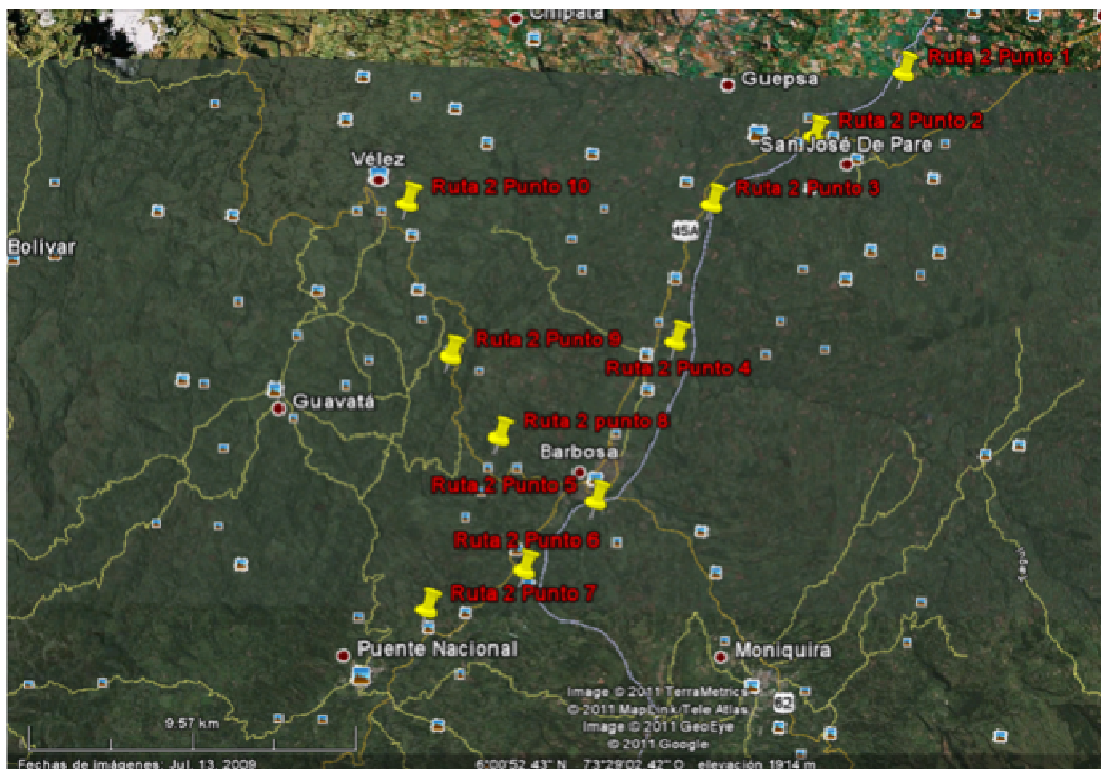 Chipatá
Ruta 2 Punto 1
Guepsa
Ruta 2 Punto 2
San José De Pare
Vélez
Ruta 2 Punto 10
Ruta 2 Punto 3
45A
Bolívar
Ruta 2 Punto 9
Ruta 2 Punto 4
Guavatá
Ruta 2 punto 8
Barbosa
Ruta 2 Punto 5
Ruta 2 Punto 6
Ruta 2 Punto 7
Puente Nacional
Moniquira
62
Image © 2011 TerraMetrics
© 2011 MapLink/Tele Atlas
Image © 2011 GeoEye
© 2011 Google
9.57 km
Fechas de imágenes: Jul. 13, 2009
6°00'52.43" N 73°29'02.42" O elevación 1914 m